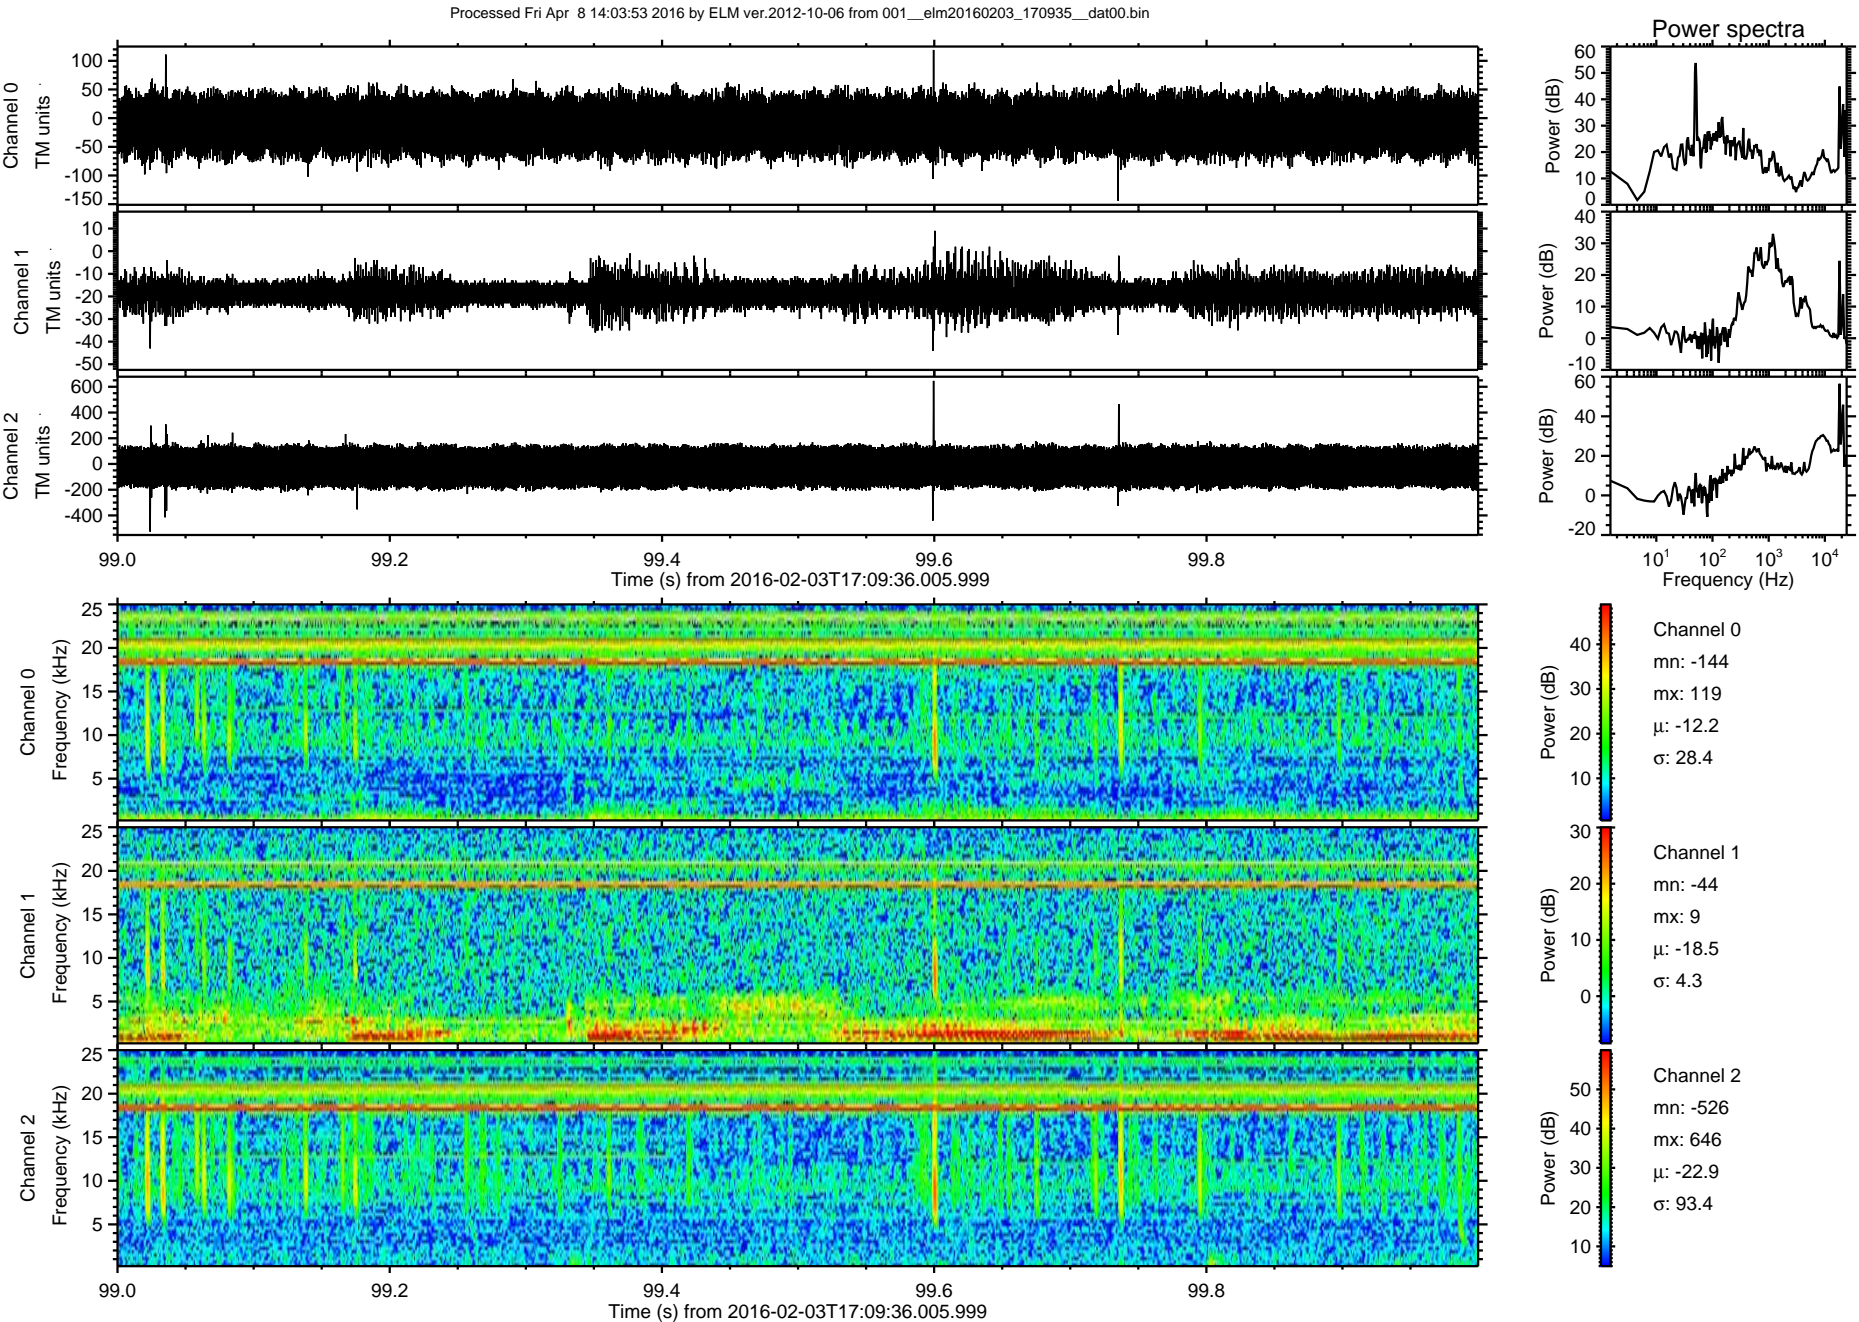 Processed Fri Apr  8 14:03:53 2016 by ELM ver.2012-10-06 from 001__elm20160203_170935__dat00.bin
Power spectra
Channel 0
TM units
100
50
0
-50
-100
-150
Power (dB)
60
50
40
30
20
10
0
Channel 1
TM units
10
0
-10
-20
-30
-40
-50
Power (dB)
40
30
20
10
0
-10
Channel 2
TM units
600
400
200
0
-200
-400
Power (dB)
60
40
20
0
-20
99.0 99.2 99.4 99.6 99.8
Time (s) from 2016-02-03T17:09:36.005.999
10¹ 10² 10³ 10⁴
Frequency (Hz)
Channel 0
Frequency (kHz)
25
20
15
10
5
Power (dB)
40
30
20
10
Channel 0
mn: -144
mx: 119
μ: -12.2
σ: 28.4
Channel 1
Frequency (kHz)
25
20
15
10
5
Power (dB)
30
20
10
0
Channel 1
mn: -44
mx: 9
μ: -18.5
σ: 4.3
Channel 2
Frequency (kHz)
25
20
15
10
5
Power (dB)
50
40
30
20
10
Channel 2
mn: -526
mx: 646
μ: -22.9
σ: 93.4
99.0 99.2 99.4 99.6 99.8
Time (s) from 2016-02-03T17:09:36.005.999